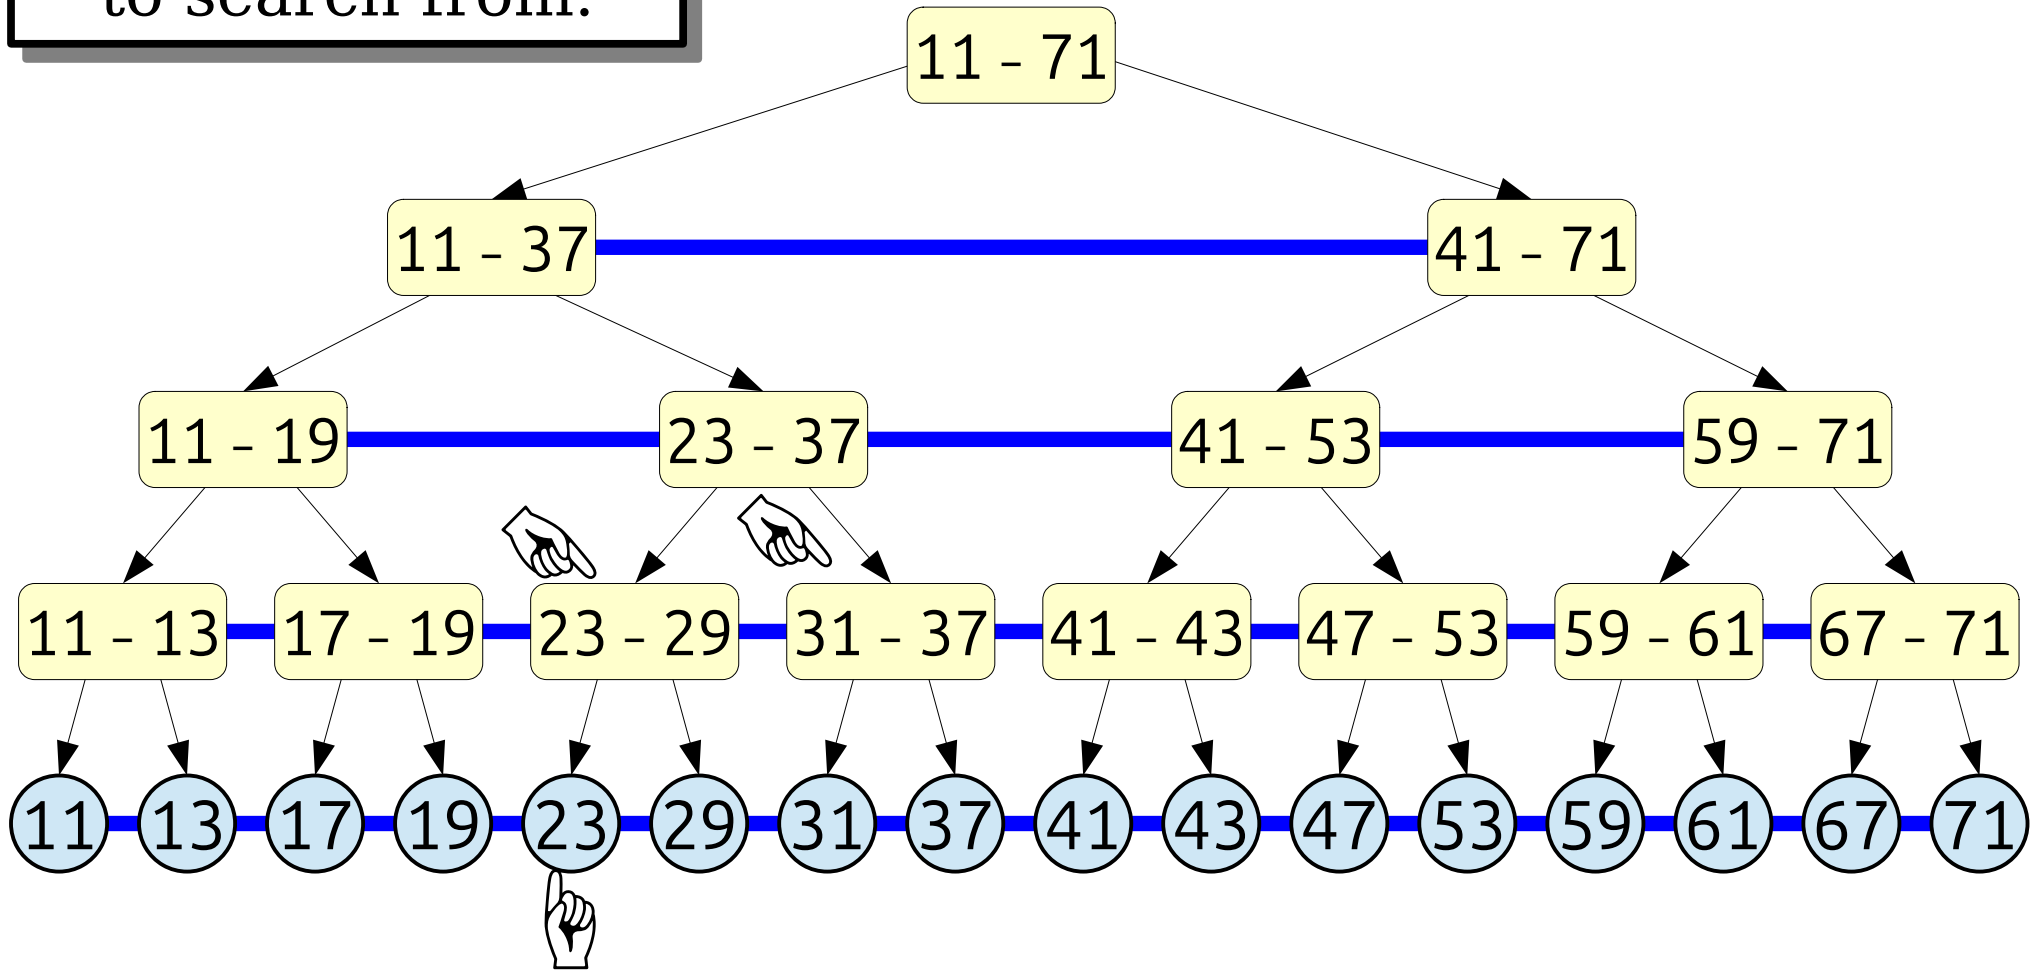 to search from.
11 – 71
11 – 37 41 – 71
11 – 19 23 – 37 41 – 53 59 – 71
11 – 13 17 – 19 23 – 29 31 – 37 41 – 43 47 – 53 59 – 61 67 – 71
11 13 17 19 23 29 31 37 41 43 47 53 59 61 67 71